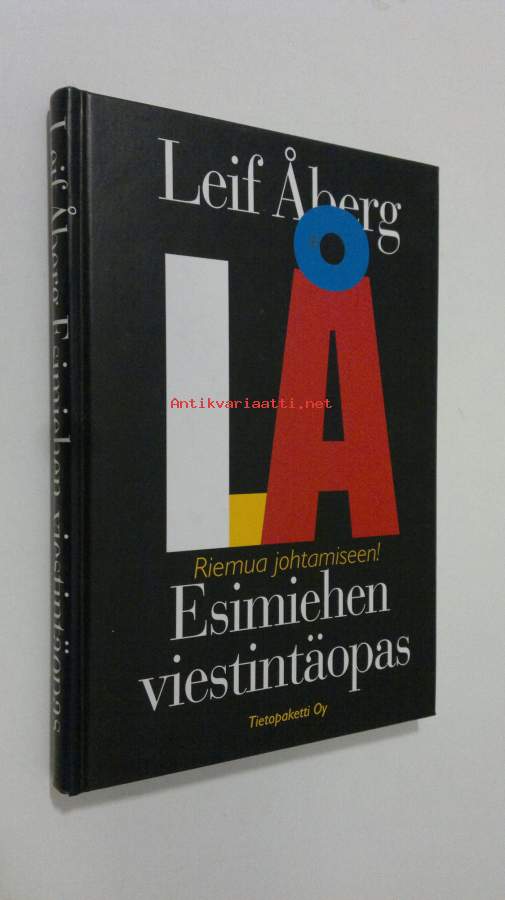 Leif Åberg Esimiehen viestintäopas
Leif Åberg
LÅ
Antikvariaatti.net
Riemua johtamiseen!
Esimiehen
viestintäopas
Tietopaketti Oy